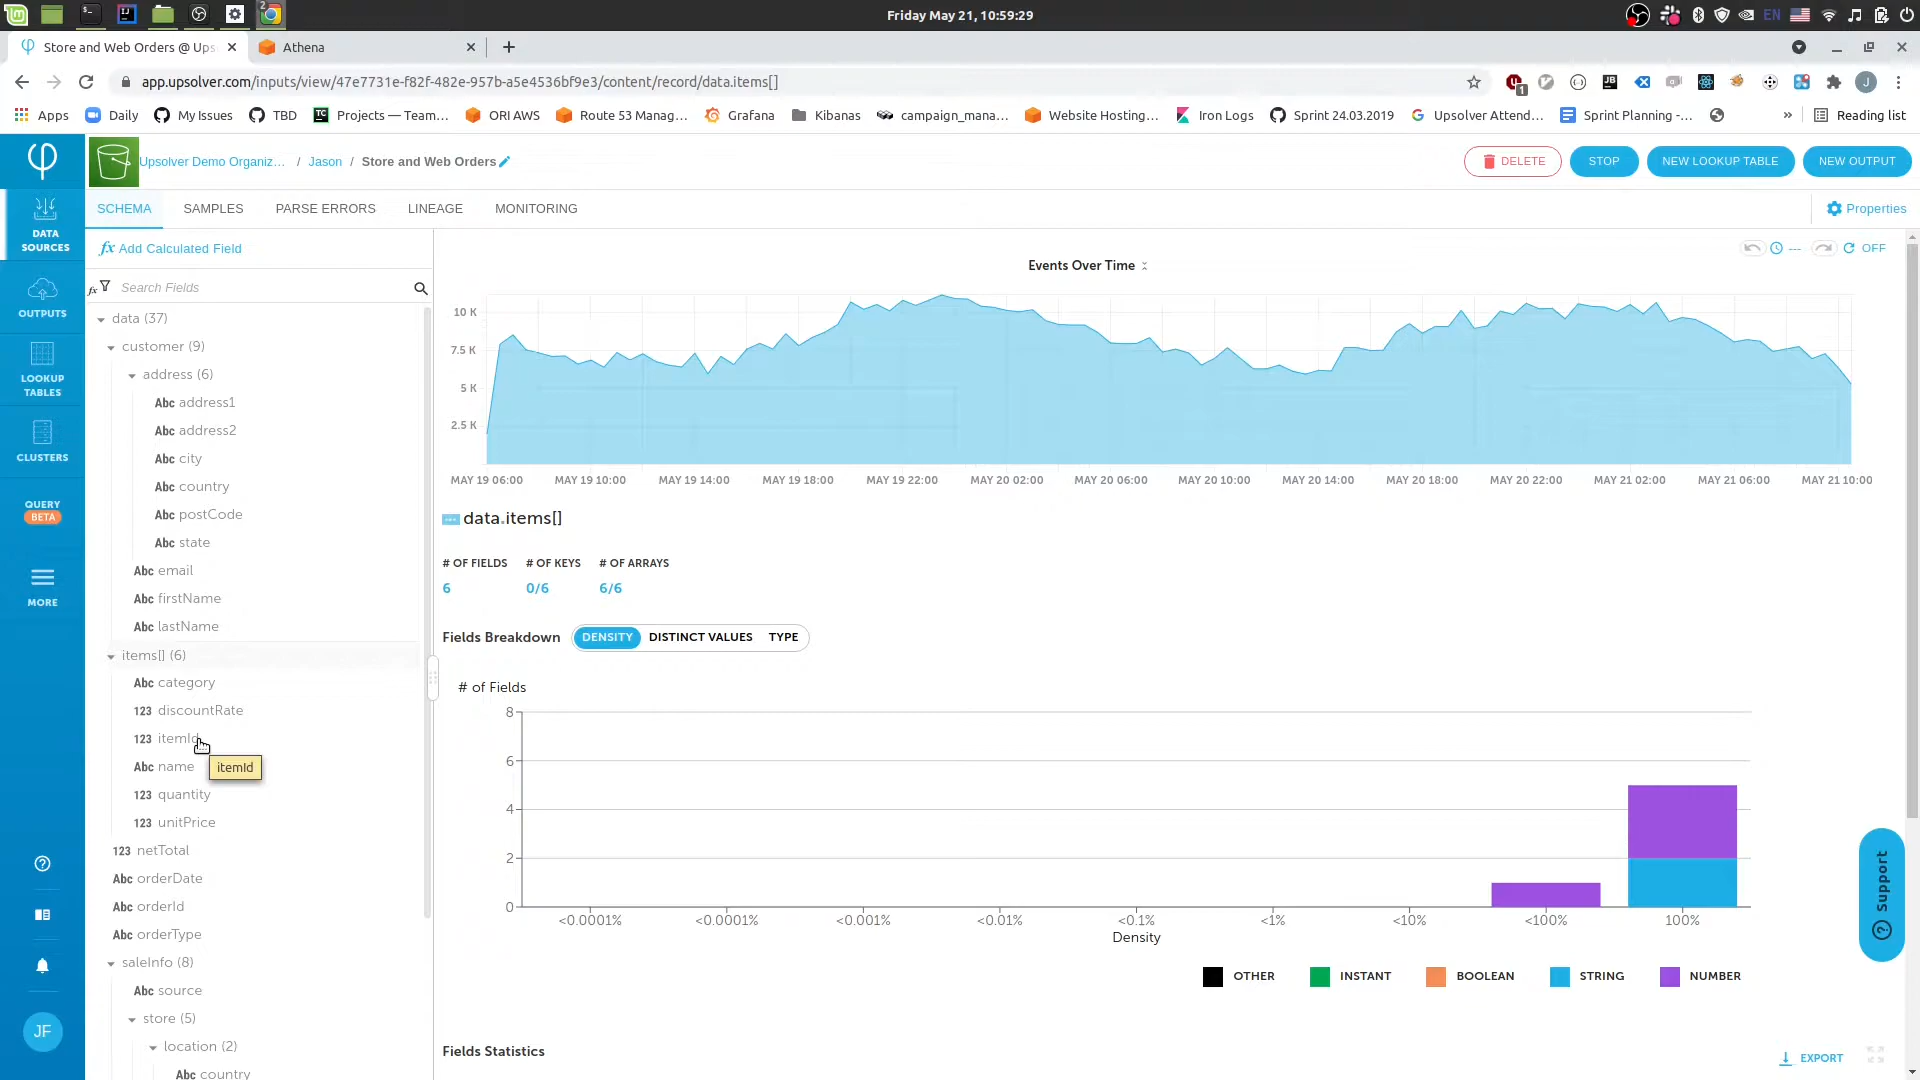 Friday May 21, 10:59:29
EN
2
Store and Web Orders @ Ups
Athena
app.upsolver.com/inputs/view/47e7731e-f82f-482e-957b-a5e4536bf9e3/content/record/data.items[]
1
J
Apps
Daily
My Issues
TBD
Projects — Team...
ORI AWS
Route 53 Manag...
Grafana
Kibanas
campaign_mana...
Website Hosting...
Iron Logs
Sprint 24.03.2019
Upsolver Attend...
Sprint Planning -...
»
Reading list
Upsolver Demo Organiz... / Jason / Store and Web Orders
DELETE
STOP
NEW LOOKUP TABLE
NEW OUTPUT
DATA SOURCES
OUTPUTS
LOOKUP TABLES
CLUSTERS
QUERY
BETA
MORE
JF
SCHEMA
SAMPLES
PARSE ERRORS
LINEAGE
MONITORING
Properties
fx Add Calculated Field
fx Search Fields
data (37)
customer (9)
address (6)
Abc address1
Abc address2
Abc city
Abc country
Abc postCode
Abc state
Abc email
Abc firstName
Abc lastName
items[] (6)
Abc category
123 discountRate
123 itemId
Abc name
itemId
123 quantity
123 unitPrice
123 netTotal
Abc orderDate
Abc orderId
Abc orderType
saleInfo (8)
Abc source
store (5)
location (2)
Abc country
--- OFF
Events Over Time
10 K
7.5 K
5 K
2.5 K
MAY 19 06:00
MAY 19 10:00
MAY 19 14:00
MAY 19 18:00
MAY 19 22:00
MAY 20 02:00
MAY 20 06:00
MAY 20 10:00
MAY 20 14:00
MAY 20 18:00
MAY 20 22:00
MAY 21 02:00
MAY 21 06:00
MAY 21 10:00
data.items[]
# OF FIELDS
# OF KEYS
# OF ARRAYS
6
0/6
6/6
Fields Breakdown
DENSITY
DISTINCT VALUES
TYPE
# of Fields
8
6
4
2
0
<0.0001%
<0.0001%
<0.001%
<0.01%
<0.1%
<1%
<10%
<100%
100%
Density
OTHER
INSTANT
BOOLEAN
STRING
NUMBER
Support
Fields Statistics
EXPORT